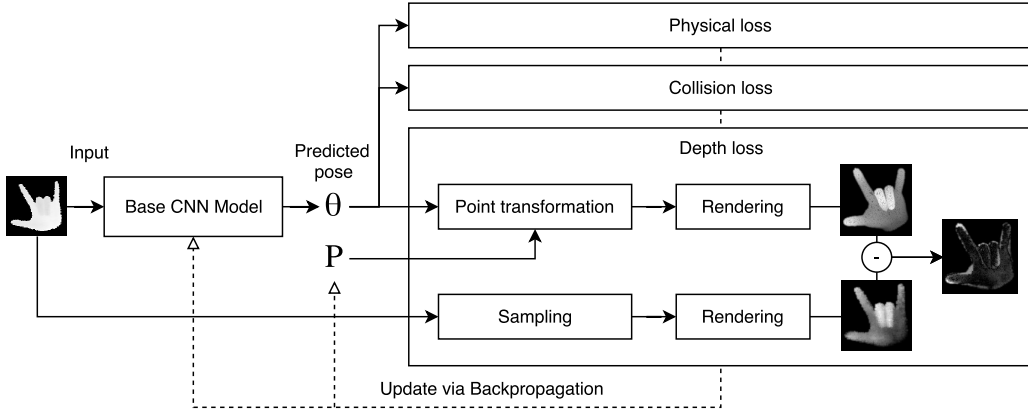 Physical loss
Collision loss
Depth loss
Input
Predicted
pose
Base CNN Model
θ
Point transformation
Rendering
P
-
Sampling
Rendering
Update via Backpropagation